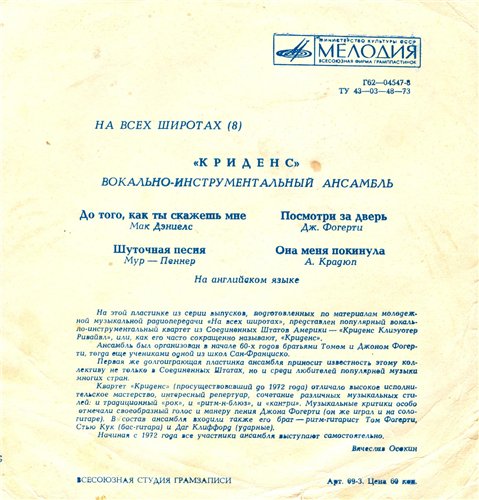 МИНИСТЕРСТВО КУЛЬТУРЫ СССР
МЕЛОДИЯ
ВСЕСОЮЗНАЯ ФИРМА ГРАМПЛАСТИНОК
Г62—04547-8
ТУ 43—03—48—73
НА ВСЕХ ШИРОТАХ (8)
«КРИДЕНС»
ВОКАЛЬНО-ИНСТРУМЕНТАЛЬНЫЙ АНСАМБЛЬ
До того, как ты скажешь мне
Мак Дэниелс
Посмотри за дверь
Дж. Фогерти
Шуточная песня
Мур — Пеннер
Она меня покинула
А. Крадюп
На английском языке
На этой пластинке из серии выпусков, подготовленных по материалам молодеж-
ной музыкальной радиопередачи «На всех широтах», представлен популярный вокаль-
но-инструментальный квартет из Соединенных Штатов Америки — «Криденс Клизуотер
Ривайвл», или, как его часто сокращенно называют, «Криденс».
Ансамбль был организован в начале 60-х годов братьями Томом и Джоном Фогер-
ти, тогда еще учениками одной из школ Сан-Франциско.
Первая же долгоиграющая пластинка ансамбля приносит известность этому кол-
лективу не только в Соединенных Штатах, но и среди любителей популярной музыки
многих стран.
Квартет «Криденс» (просуществовавший до 1972 года) отличало высокое исполни-
тельское мастерство, интересный репертуар, сочетание различных музыкальных сти-
лей: и традиционный «рок», и «ритм-н-блюз», и «кантри». Музыкальные критики особо
отмечали своеобразный голос и манеру пения Джона Фогерти (он же играл и на соло-
гитаре). В состав ансамбля входили также его брат — ритм-гитарист Том Фогерти,
Стью Кук (бас-гитара) и Даг Клиффорд (ударные).
Начиная с 1972 года все участники ансамбля выступают самостоятельно.
Вячеслав Осокин
ВСЕСОЮЗНАЯ СТУДИЯ ГРАМЗАПИСИ
Арт. 09-3. Цена 60 коп.